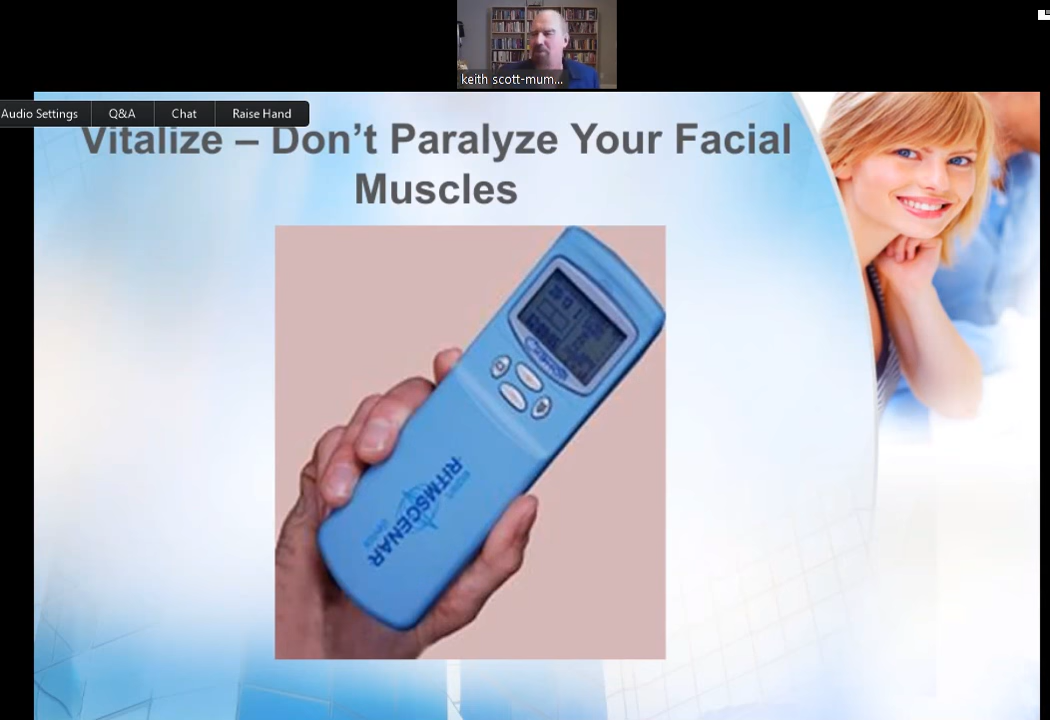 keith scott-mum...
Audio Settings
Q&A
Chat
Raise Hand
Vitalize – Don't Paralyze Your Facial
Muscles
RITMSCENAR